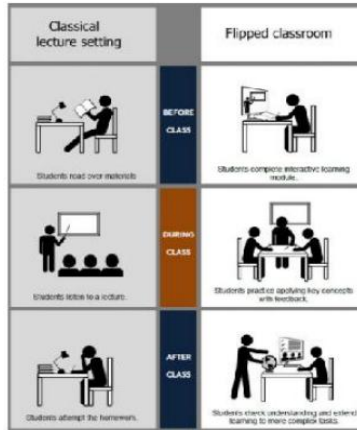 Classical
lecture setting
Flipped classroom
BEFORE
CLASS
Students read over materials
Students complete interactive learning
module.
DURING
CLASS
Students listen to a lecture.
Students practice applying key concepts
with feedback.
AFTER
CLASS
Students attempt the homework.
Students check understanding and extend
learning to more complex tasks.